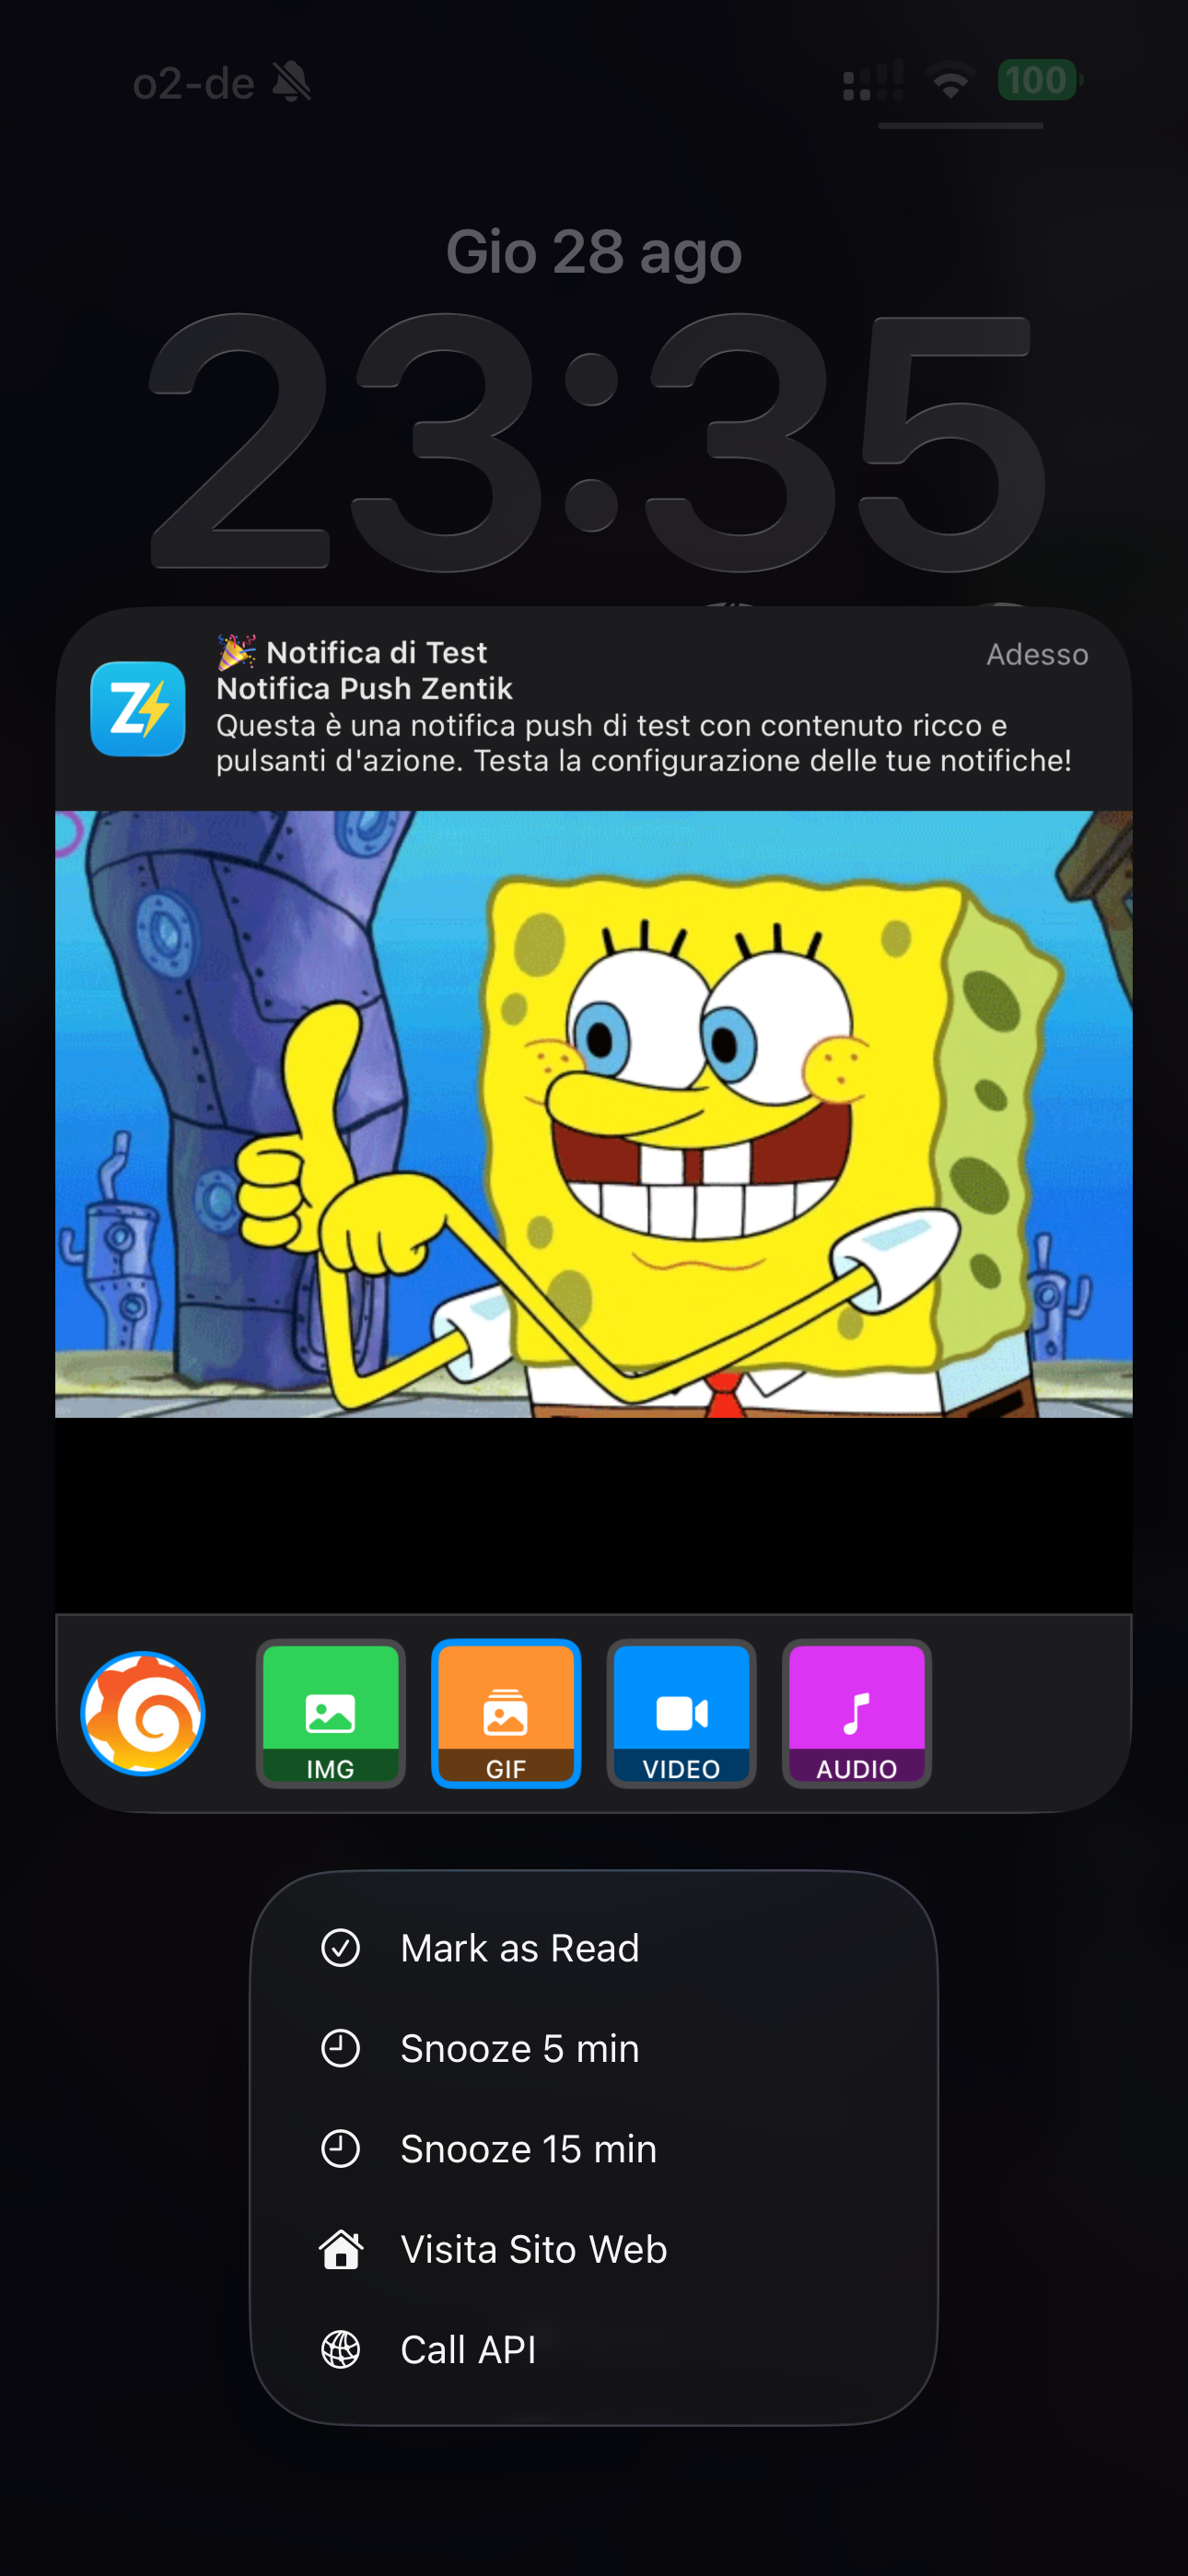 o2-de
100
Gio 28 ago
23:35
🎉 Notifica di Test
Adesso
Notifica Push Zentik
Questa è una notifica push di test con contenuto ricco e
pulsanti d'azione. Testa la configurazione delle tue notifiche!
Z
IMG
GIF
VIDEO
AUDIO
Mark as Read
Snooze 5 min
Snooze 15 min
Visita Sito Web
Call API